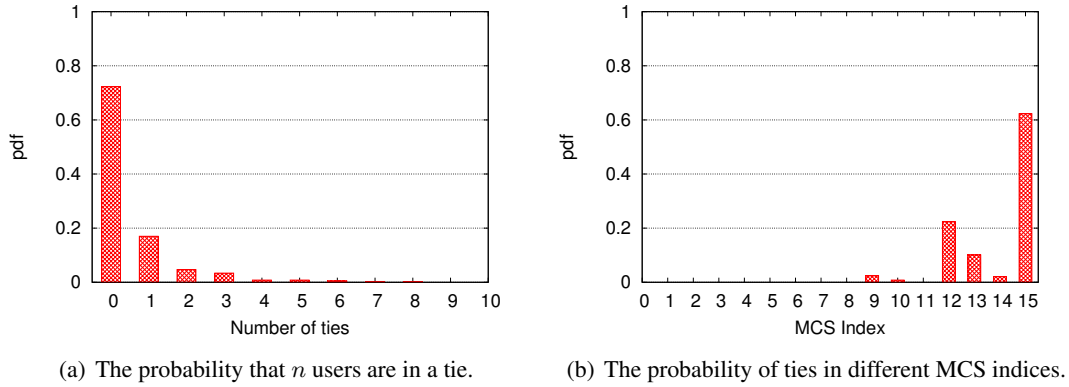 1
0.8
0.6
0.4
0.2
0
pdf
0 1 2 3 4 5 6 7 8 9 10
Number of ties
(a) The probability that n users are in a tie.
1
0.8
0.6
0.4
0.2
0
pdf
0 1 2 3 4 5 6 7 8 9 10 11 12 13 14 15
MCS Index
(b) The probability of ties in different MCS indices.